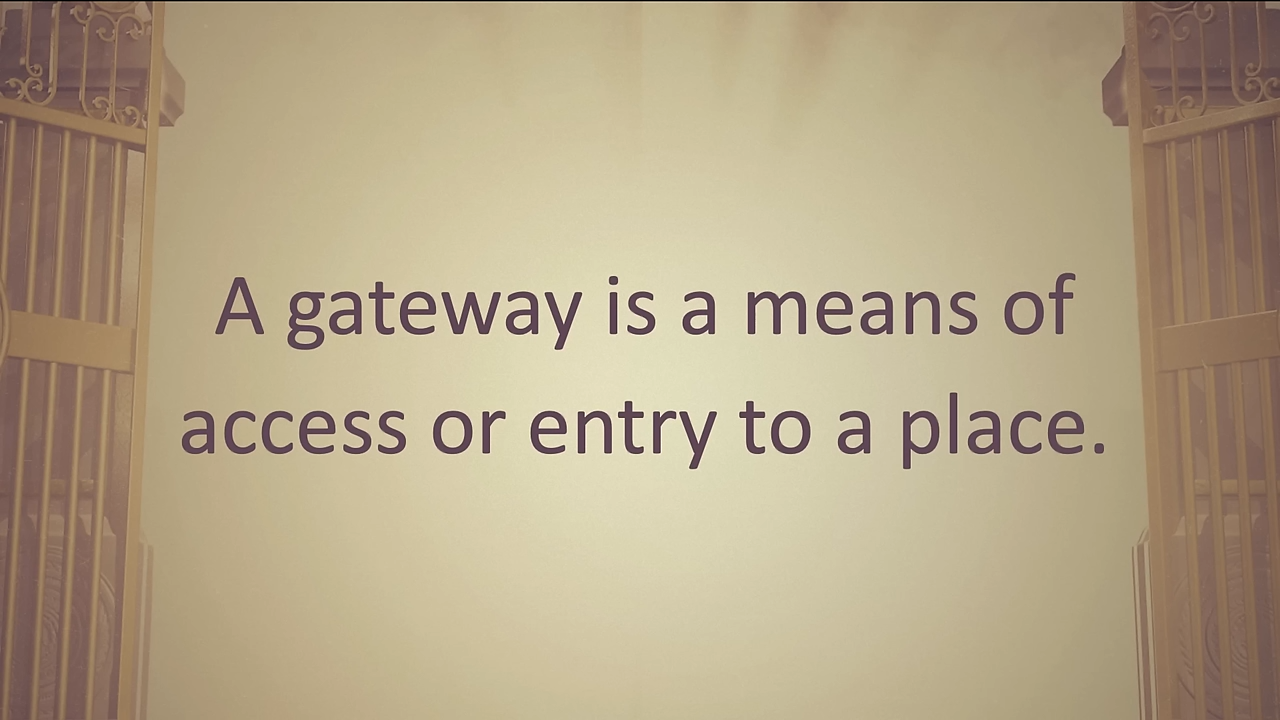 A gateway is a means of
access or entry to a place.